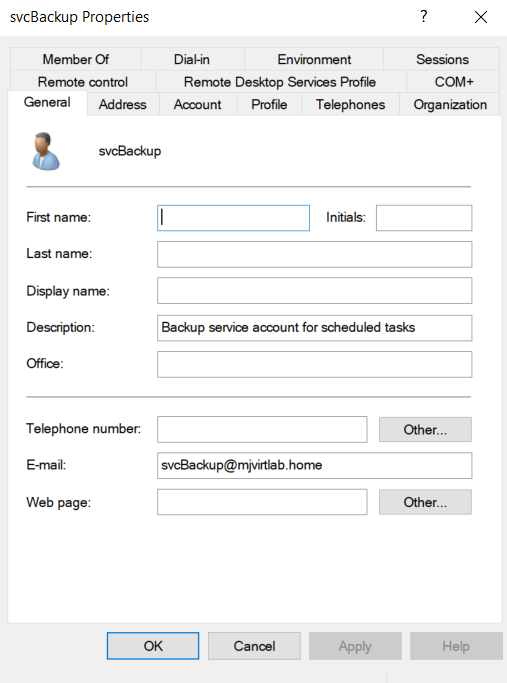 svcBackup Properties ?
Member Of Dial-in Environment Sessions
Remote control Remote Desktop Services Profile COM+
General Address Account Profile Telephones Organization
svcBackup
First name: Initials:
Last name:
Display name:
Description: Backup service account for scheduled tasks
Office:
Telephone number: Other...
E-mail: svcBackup@mjvirtlab.home
Web page: Other...
OK Cancel Apply Help